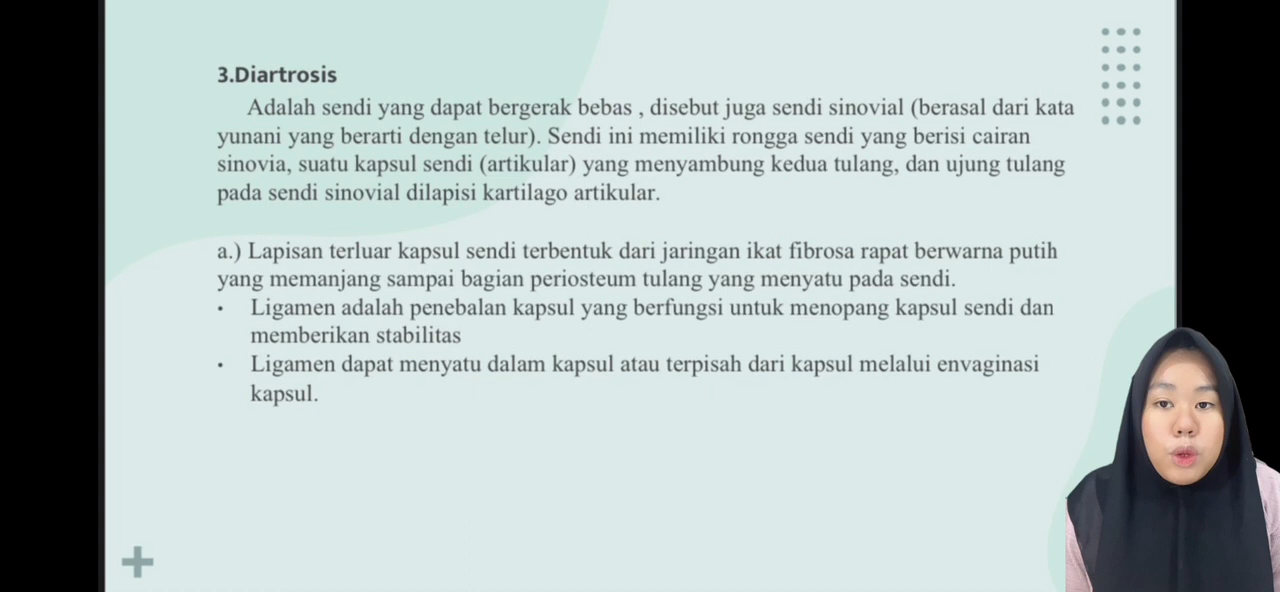 3.Diartrosis
Adalah sendi yang dapat bergerak bebas , disebut juga sendi sinovial (berasal dari kata
yunani yang berarti dengan telur). Sendi ini memiliki rongga sendi yang berisi cairan
sinovia, suatu kapsul sendi (artikular) yang menyambung kedua tulang, dan ujung tulang
pada sendi sinovial dilapisi kartilago artikular.
a.) Lapisan terluar kapsul sendi terbentuk dari jaringan ikat fibrosa rapat berwarna putih
yang memanjang sampai bagian periosteum tulang yang menyatu pada sendi.
• Ligamen adalah penebalan kapsul yang berfungsi untuk menopang kapsul sendi dan
memberikan stabilitas
• Ligamen dapat menyatu dalam kapsul atau terpisah dari kapsul melalui envaginasi
kapsul.